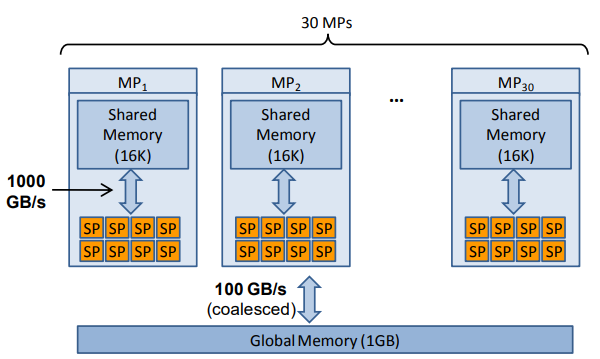 30 MPs
MP1
MP2
...
MP30
Shared
Memory
(16K)
Shared
Memory
(16K)
Shared
Memory
(16K)
1000
GB/s
SP SP SP SP
SP SP SP SP
SP SP SP SP
SP SP SP SP
SP SP SP SP
SP SP SP SP
100 GB/s
(coalesced)
Global Memory (1GB)